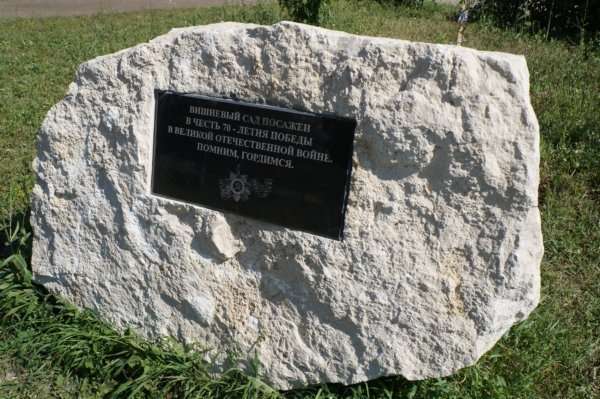 ВИШНЕВЫЙ САД ПОСАЖЕН
В ЧЕСТЬ 70 - ЛЕТИЯ ПОБЕДЫ
В ВЕЛИКОЙ ОТЕЧЕСТВЕННОЙ ВОЙНЕ.
ПОМНИМ, ГОРДИМСЯ.